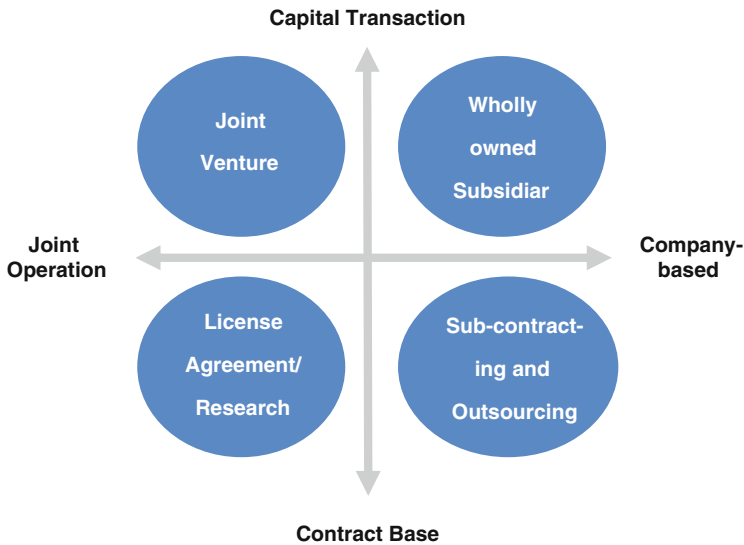 Capital Transaction
Joint
Venture
Wholly
owned
Subsidiar
Joint
Operation
Company-
based
License
Agreement/
Research
Sub-contract-
ing and
Outsourcing
Contract Base